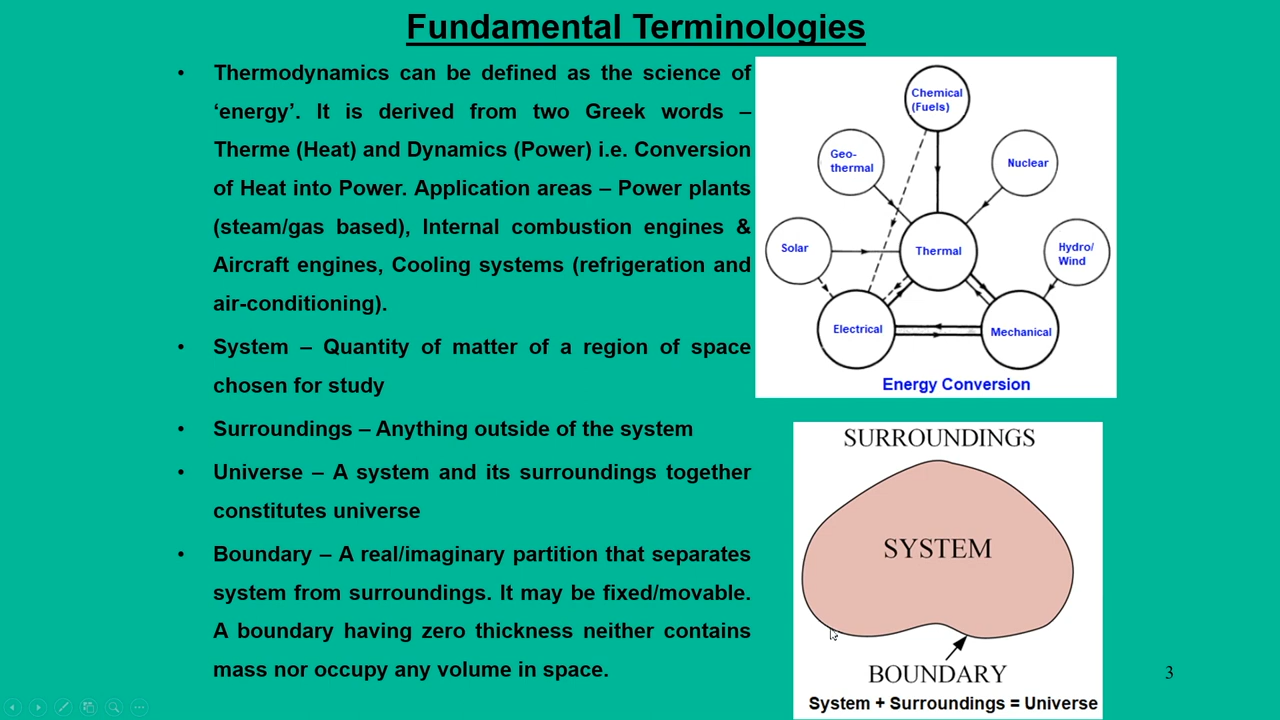 Fundamental Terminologies
• Thermodynamics can be defined as the science of
‘energy’. It is derived from two Greek words –
Therme (Heat) and Dynamics (Power) i.e. Conversion
of Heat into Power. Application areas – Power plants
(steam/gas based), Internal combustion engines &
Aircraft engines, Cooling systems (refrigeration and
air-conditioning).
• System – Quantity of matter of a region of space
chosen for study
• Surroundings – Anything outside of the system
• Universe – A system and its surroundings together
constitutes universe
• Boundary – A real/imaginary partition that separates
system from surroundings. It may be fixed/movable.
A boundary having zero thickness neither contains
mass nor occupy any volume in space.
Chemical
(Fuels)
Geo-
thermal
Nuclear
Solar
Thermal
Hydro/
Wind
Electrical
Mechanical
Energy Conversion
SURROUNDINGS
SYSTEM
BOUNDARY
System + Surroundings = Universe
3